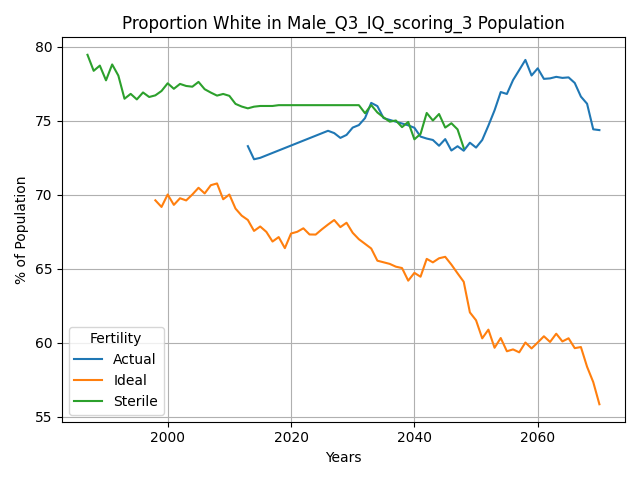 Proportion White in Male_Q3_IQ_scoring_3 Population
80
75
70
65
60
55
% of Population
Fertility
Actual
Ideal
Sterile
2000
2020
2040
2060
Years